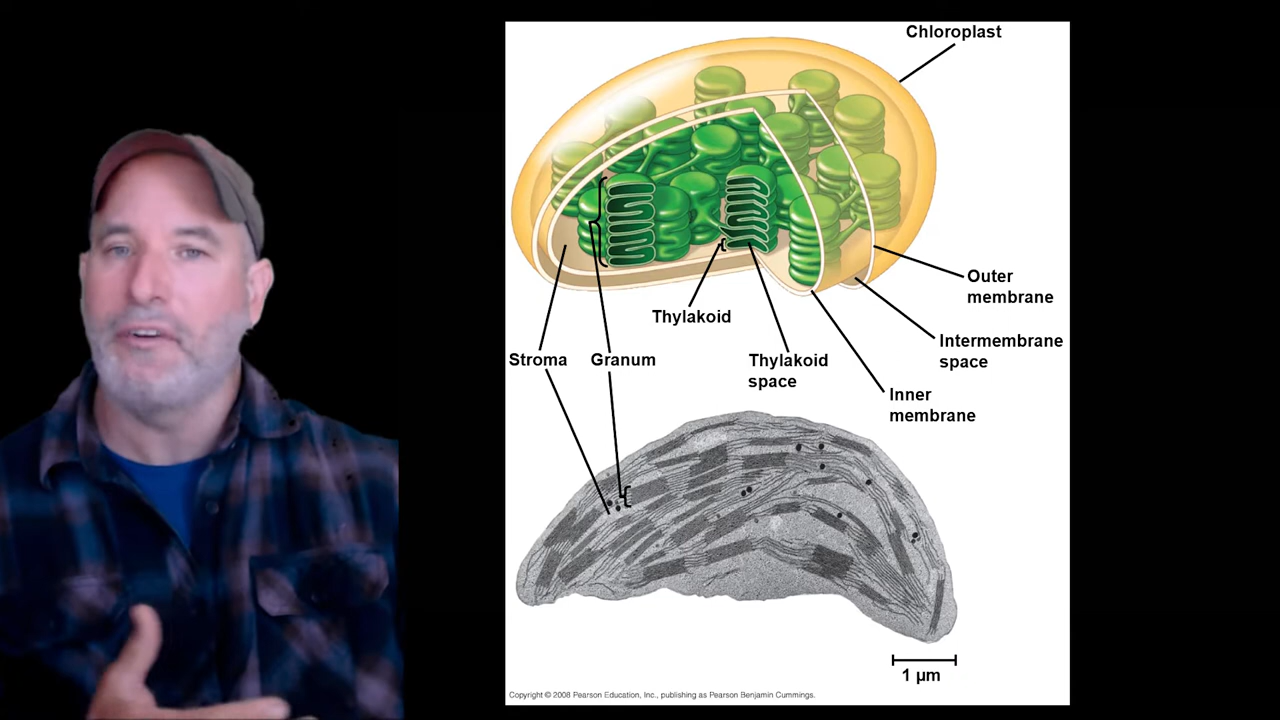 Chloroplast
Outer
membrane
Thylakoid
Intermembrane
space
Stroma
Granum
Thylakoid
space
Inner
membrane
1 µm
Copyright © 2008 Pearson Education, Inc., publishing as Pearson Benjamin Cummings.